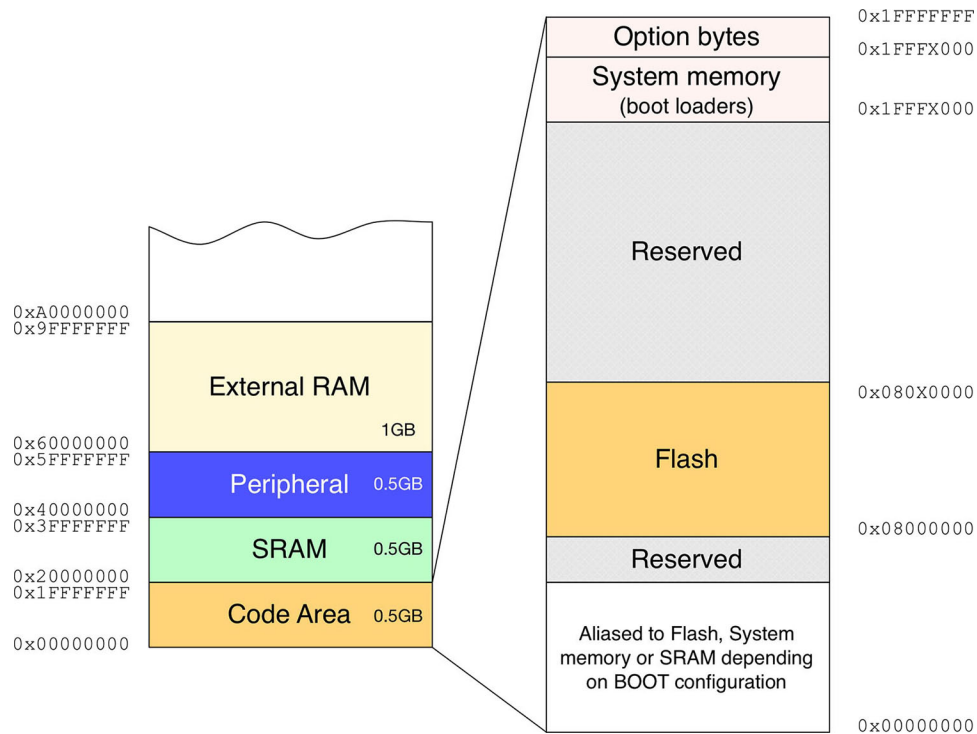 0xA0000000
0x9FFFFFFF
External RAM
1GB
0x60000000
0x5FFFFFFF
Peripheral 0.5GB
0x40000000
0x3FFFFFFF
SRAM 0.5GB
0x20000000
0x1FFFFFFF
Code Area 0.5GB
0x00000000
0x1FFFFFFF
Option bytes
0x1FFFX000
System memory
(boot loaders)
0x1FFFX000
Reserved
0x080X0000
Flash
0x08000000
Reserved
Aliased to Flash, System
memory or SRAM depending
on BOOT configuration
0x00000000